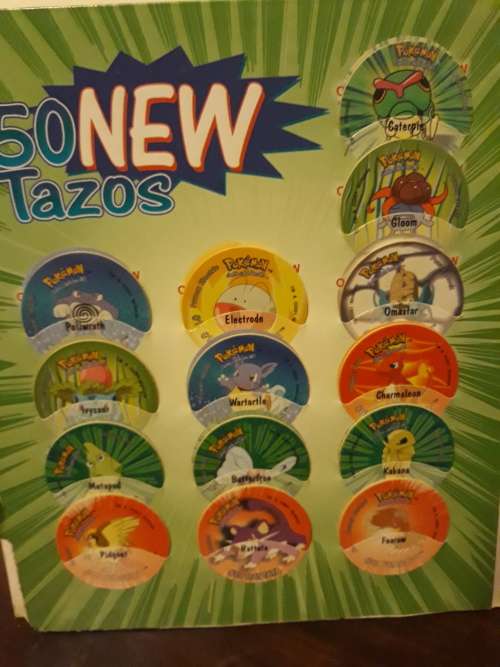 50 NEW
Tazos
POKéMON
Caterpie
POKéMON
Gloom
POKéMON
Poliwrath
POKéMON
Electrode
POKéMON
Omastar
POKéMON
Ivysaur
POKéMON
Wartortle
POKéMON
Charmeleon
POKéMON
Metapod
POKéMON
Butterfree
POKéMON
Kakuna
POKéMON
Pidgeot
POKéMON
Rattata
POKéMON
Fearow